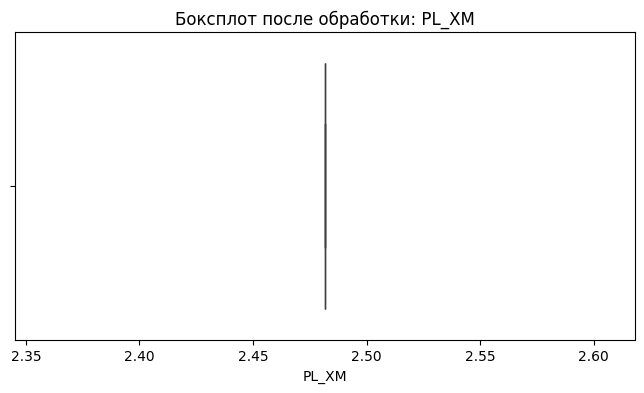 Боксплот после обработки: PL_XM
2.35 2.40 2.45 2.50 2.55 2.60
PL_XM